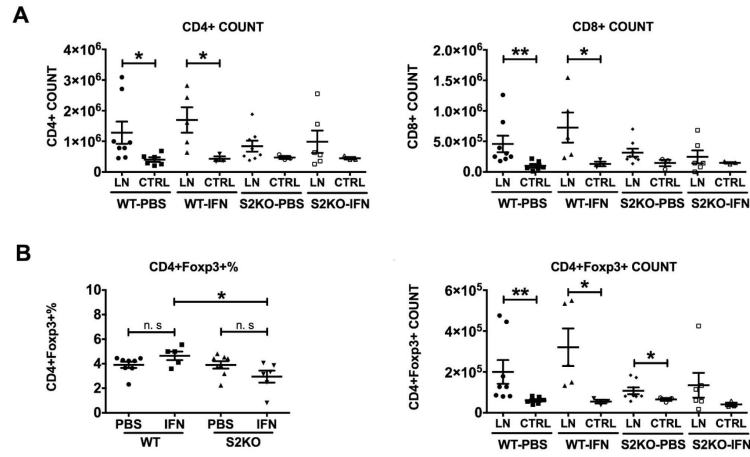 A
CD4+ COUNT
CD4+ COUNT
4×10⁶
3×10⁶
2×10⁶
1×10⁶
0
*
*
LN CTRL LN CTRL LN CTRL LN CTRL
WT-PBS WT-IFN S2KO-PBS S2KO-IFN
CD8+ COUNT
CD8+ COUNT
2.0×10⁶
1.5×10⁶
1.0×10⁶
5.0×10⁵
0.0
**
*
LN CTRL LN CTRL LN CTRL LN CTRL
WT-PBS WT-IFN S2KO-PBS S2KO-IFN
B
CD4+Foxp3+%
CD4+Foxp3+%
10
8
6
4
2
0
*
n. s n. s
PBS IFN PBS IFN
WT S2KO
CD4+Foxp3+ COUNT
CD4+Foxp3+ COUNT
6×10⁵
4×10⁵
2×10⁵
0
**
*
*
LN CTRL LN CTRL LN CTRL LN CTRL
WT-PBS WT-IFN S2KO-PBS S2KO-IFN